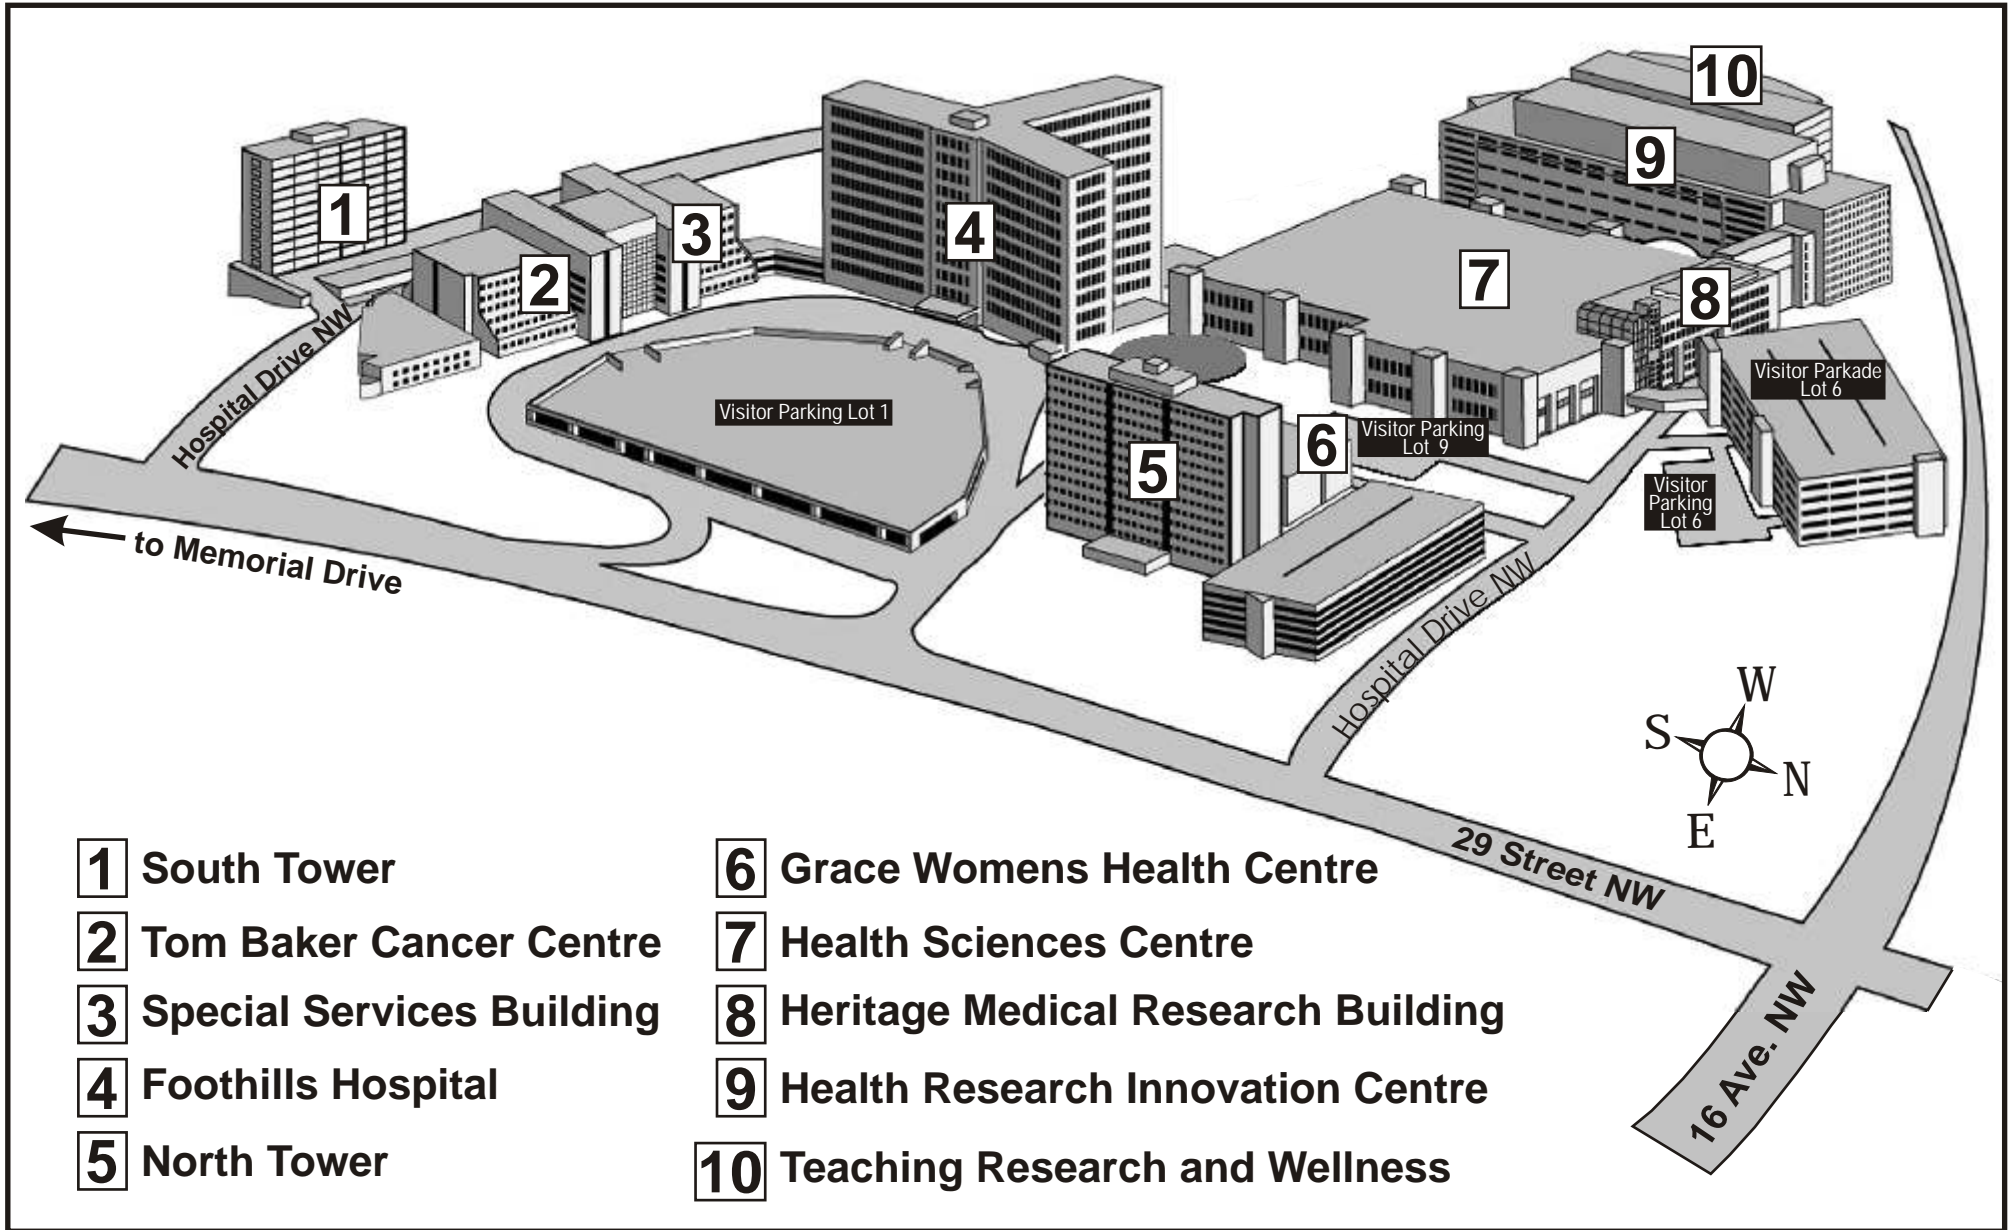 10
9
1
3
4
7
2
8
Hospital Drive NW
Visitor Parkade
Lot 6
Visitor Parking Lot 1
5
6
Visitor Parking
Lot 9
Visitor
Parking
Lot 6
to Memorial Drive
Hospital Drive NW
W
S
N
E
29 Street NW
16 Ave. NW
1 South Tower
2 Tom Baker Cancer Centre
3 Special Services Building
4 Foothills Hospital
5 North Tower
6 Grace Womens Health Centre
7 Health Sciences Centre
8 Heritage Medical Research Building
9 Health Research Innovation Centre
10 Teaching Research and Wellness